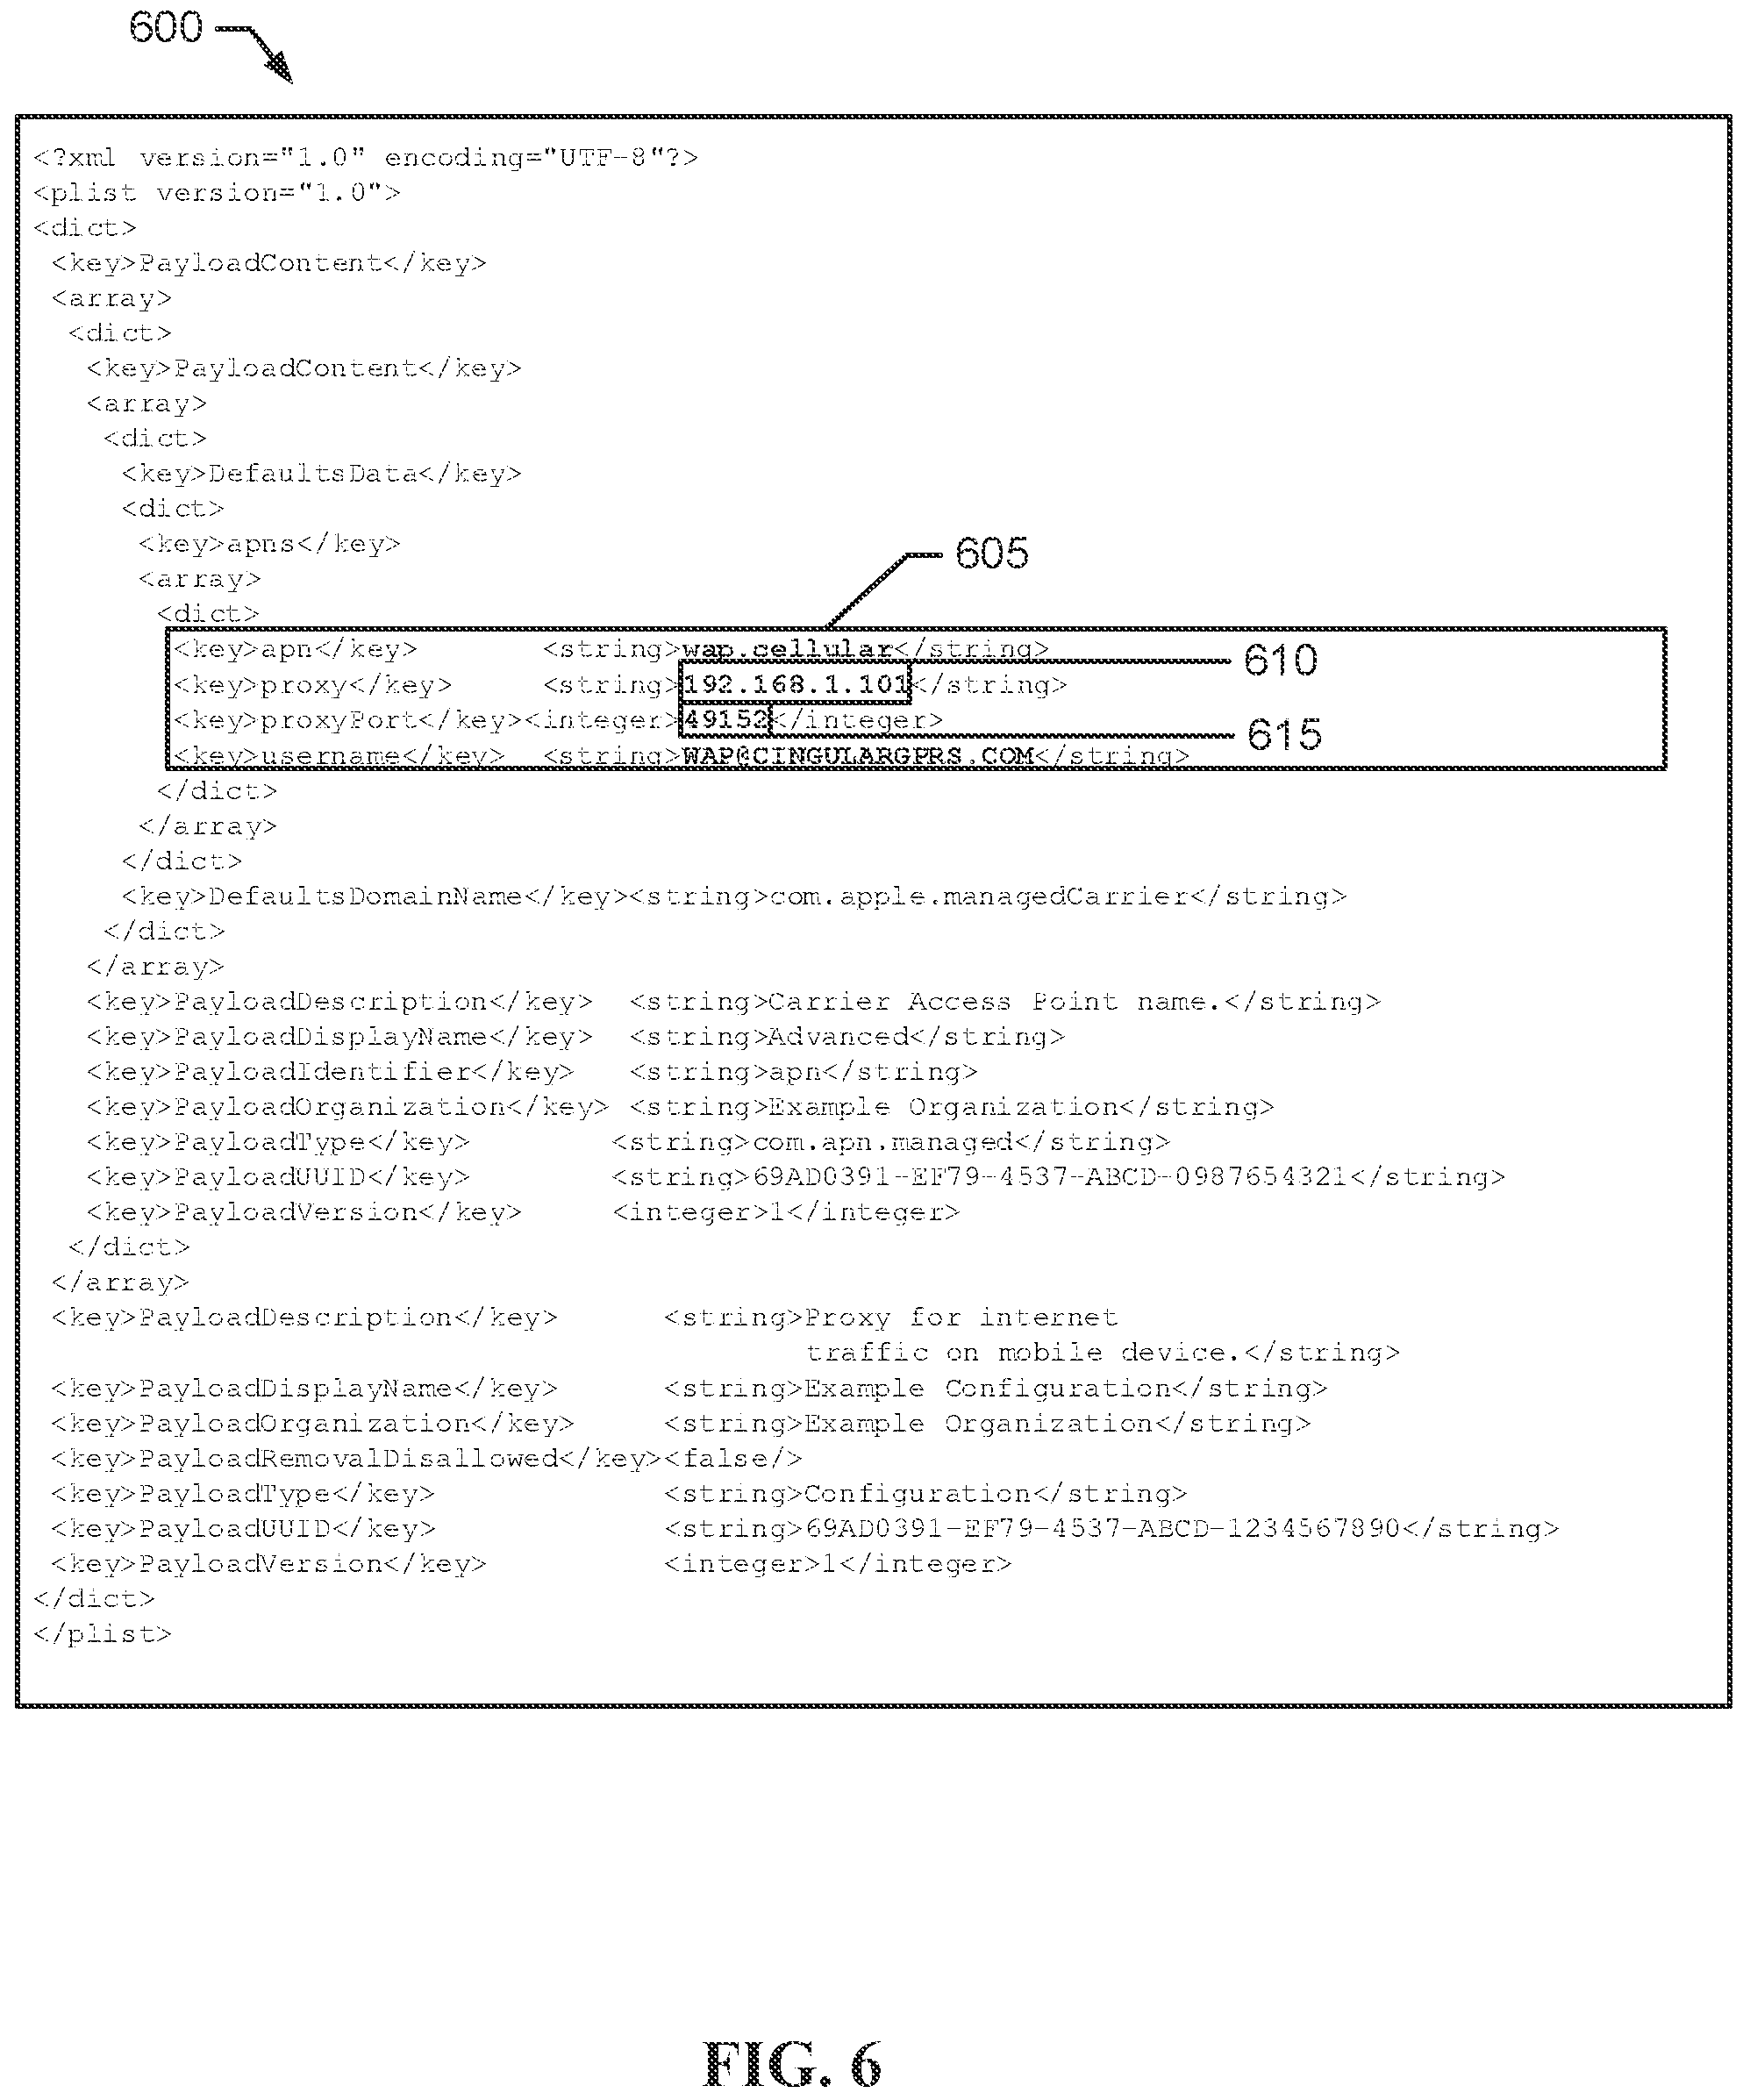 600
<?xml version="1.0" encoding="UTF-8"?>
<plist version="1.0">
<dict>
<key>PayloadContent</key>
<array>
<dict>
<key>PayloadContent</key>
<array>
<dict>
<key>DefaultsData</key>
<dict>
<key>apns</key>
605
<array>
<dict>
<key>apn</key> <string>wap.cellular</string>
610
<key>proxy</key> <string>192.168.1.101</string>
<key>proxyPort</key><integer>49152</integer>
615
<key>username</key> <string>WAP@CINGULARGPRS.COM</string>
</dict>
</array>
</dict>
<key>DefaultsDomainName</key><string>com.apple.managedCarrier</string>
</dict>
</array>
<key>PayloadDescription</key> <string>Carrier Access Point name.</string>
<key>PayloadDisplayName</key> <string>Advanced</string>
<key>PayloadIdentifier</key> <string>apn</string>
<key>PayloadOrganization</key> <string>Example Organization</string>
<key>PayloadType</key> <string>com.apn.managed</string>
<key>PayloadUUID</key> <string>69AD0391-EF79-4537-ABCD-0987654321</string>
<key>PayloadVersion</key> <integer>1</integer>
</dict>
</array>
<key>PayloadDescription</key> <string>Proxy for internet
traffic on mobile device.</string>
<key>PayloadDisplayName</key> <string>Example Configuration</string>
<key>PayloadOrganization</key> <string>Example Organization</string>
<key>PayloadRemovalDisallowed</key><false/>
<key>PayloadType</key> <string>Configuration</string>
<key>PayloadUUID</key> <string>69AD0391-EF79-4537-ABCD-1234567890</string>
<key>PayloadVersion</key> <integer>1</integer>
</dict>
</plist>
FIG. 6